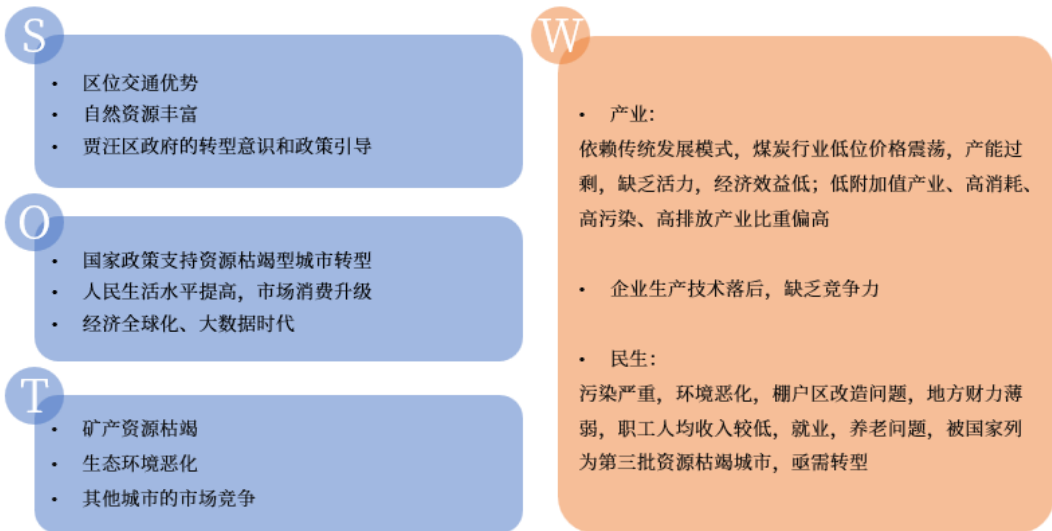 S
• 区位交通优势
• 自然资源丰富
• 贾汪区政府的转型意识和政策引导
O
• 国家政策支持资源枯竭型城市转型
• 人民生活水平提高，市场消费升级
• 经济全球化、大数据时代
T
• 矿产资源枯竭
• 生态环境恶化
• 其他城市的市场竞争
W
• 产业：
依赖传统发展模式，煤炭行业低位价格震荡，产能过
剩，缺乏活力，经济效益低；低附加值产业、高消耗、
高污染、高排放产业比重偏高
• 企业生产技术落后，缺乏竞争力
• 民生：
污染严重，环境恶化，棚户区改造问题，地方财力薄
弱，职工人均收入较低，就业，养老问题，被国家列
为第三批资源枯竭城市，亟需转型